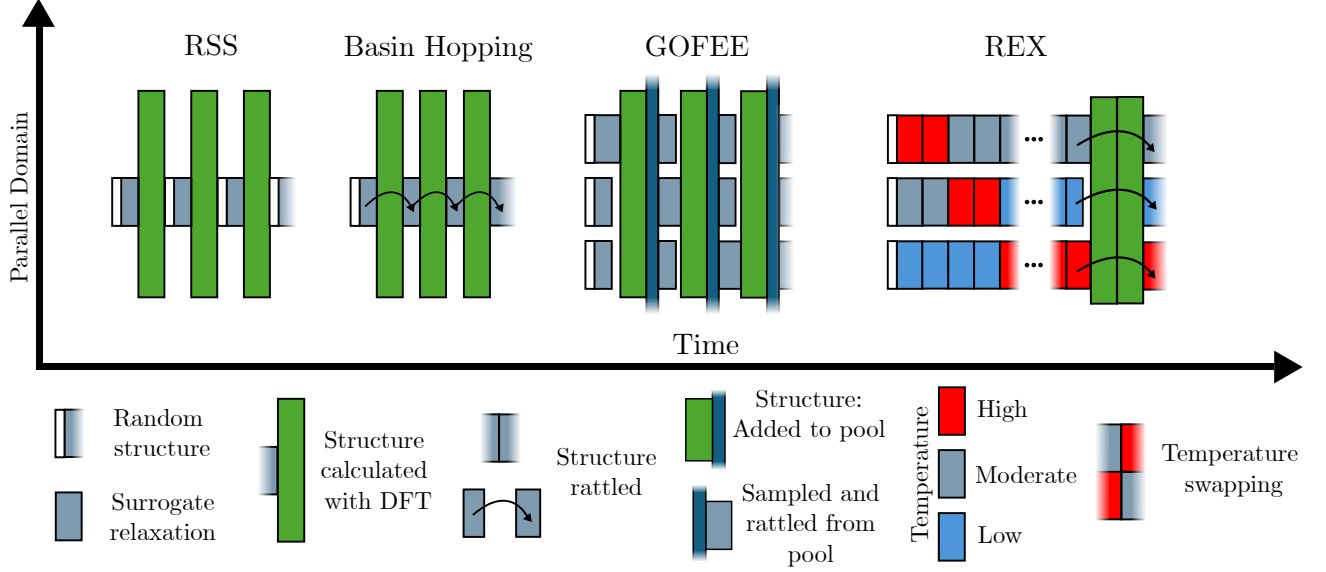 RSS
Basin Hopping
GOFEE
REX
Parallel Domain
...
...
...
Time
Random
structure
Surrogate
relaxation
Structure
calculated
with DFT
Structure
rattled
Structure:
Added to pool
Sampled and
rattled from
pool
Temperature
High
Moderate
Low
Temperature
swapping